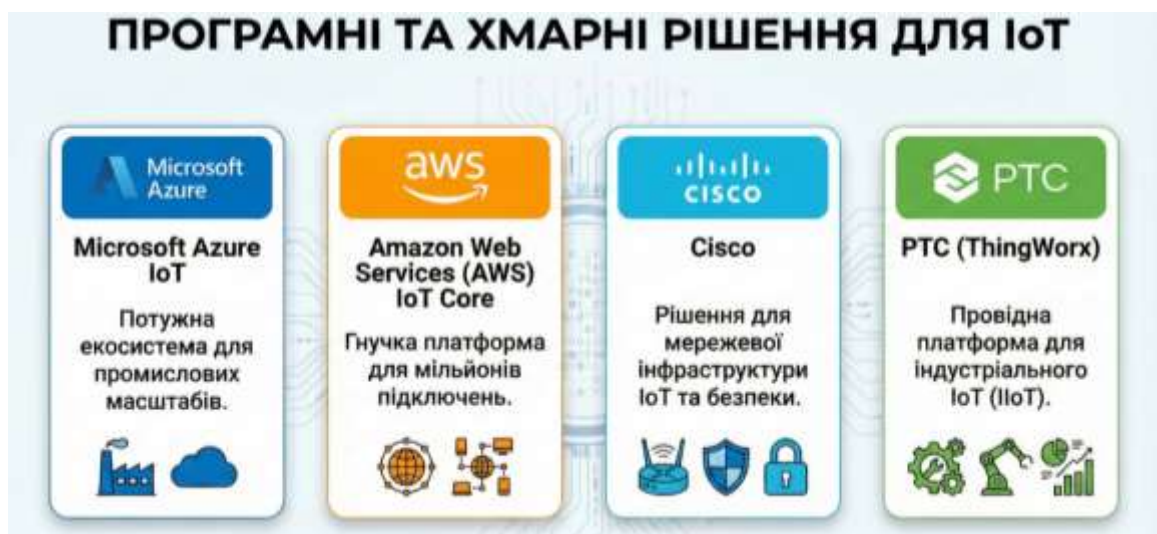 ПРОГРАМНІ ТА ХМАРНІ РІШЕННЯ ДЛЯ IoT
Microsoft
Azure
Microsoft Azure
IoT
Потужна
екосистема для
промислових
масштабів.
aws
Amazon Web
Services (AWS)
IoT Core
Гнучка платформа
для мільйонів
підключень.
CISCO
Cisco
Рішення для
мережевої
інфраструктури
IoT та безпеки.
PTC
PTC (ThingWorx)
Провідна
платформа для
індустріального
IoT (IIoT).